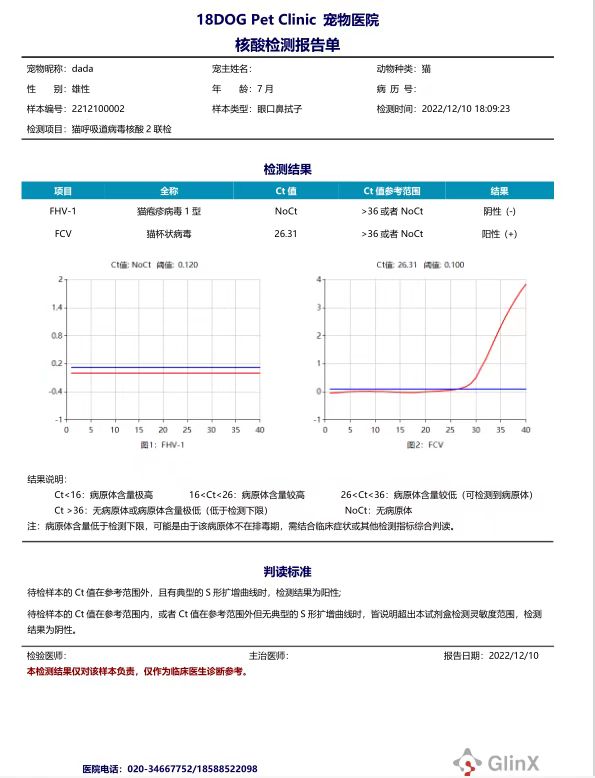 18DOG Pet Clinic 宠物医院
核酸检测报告单
宠物昵称：dada 宠主姓名： 动物种类：猫
性 别：雄性 年 龄：7 月 病 历 号：
样本编号：2212100002 样本类型：眼口鼻拭子 检测时间：2022/12/10 18:09:23
检测项目：猫呼吸道病毒核酸 2 联检
检测结果
项目 全称 Ct 值 Ct 值参考范围 结果
FHV-1 猫疱疹病毒 1 型 NoCt >36 或者 NoCt 阴性 (-)
FCV 猫杯状病毒 26.31 >36 或者 NoCt 阳性 (+)
Ct值: NoCt 阈值: 0.120
2
1.4
0.8
0.2
-0.4
-1
0 5 10 15 20 25 30 35 40
图1：FHV-1
Ct值: 26.31 阈值: 0.100
4
3
2
1
0
-1
0 5 10 15 20 25 30 35 40
图2：FCV
结果说明：
Ct<16：病原体含量极高 16<Ct<26：病原体含量较高 26<Ct<36：病原体含量较低（可检测到病原体）
Ct >36：无病原体或病原体含量极低（低于检测下限） NoCt：无病原体
注：病原体含量低于检测下限，可能是由于该病原体不在排毒期，需结合临床症状或其他检测指标综合判读。
判读标准
待检样本的 Ct 值在参考范围外，且有典型的 S 形扩增曲线时，检测结果为阳性;
待检样本的 Ct 值在参考范围内，或者 Ct 值在参考范围外但无典型的 S 形扩增曲线时，皆说明超出本试剂盒检测灵敏度范围，检测
结果为阴性。
检验医师： 主治医师： 报告日期：2022/12/10
本检测结果仅对该样本负责，仅作为临床医生诊断参考。
医院电话：020-34667752/18588522098
GlinX